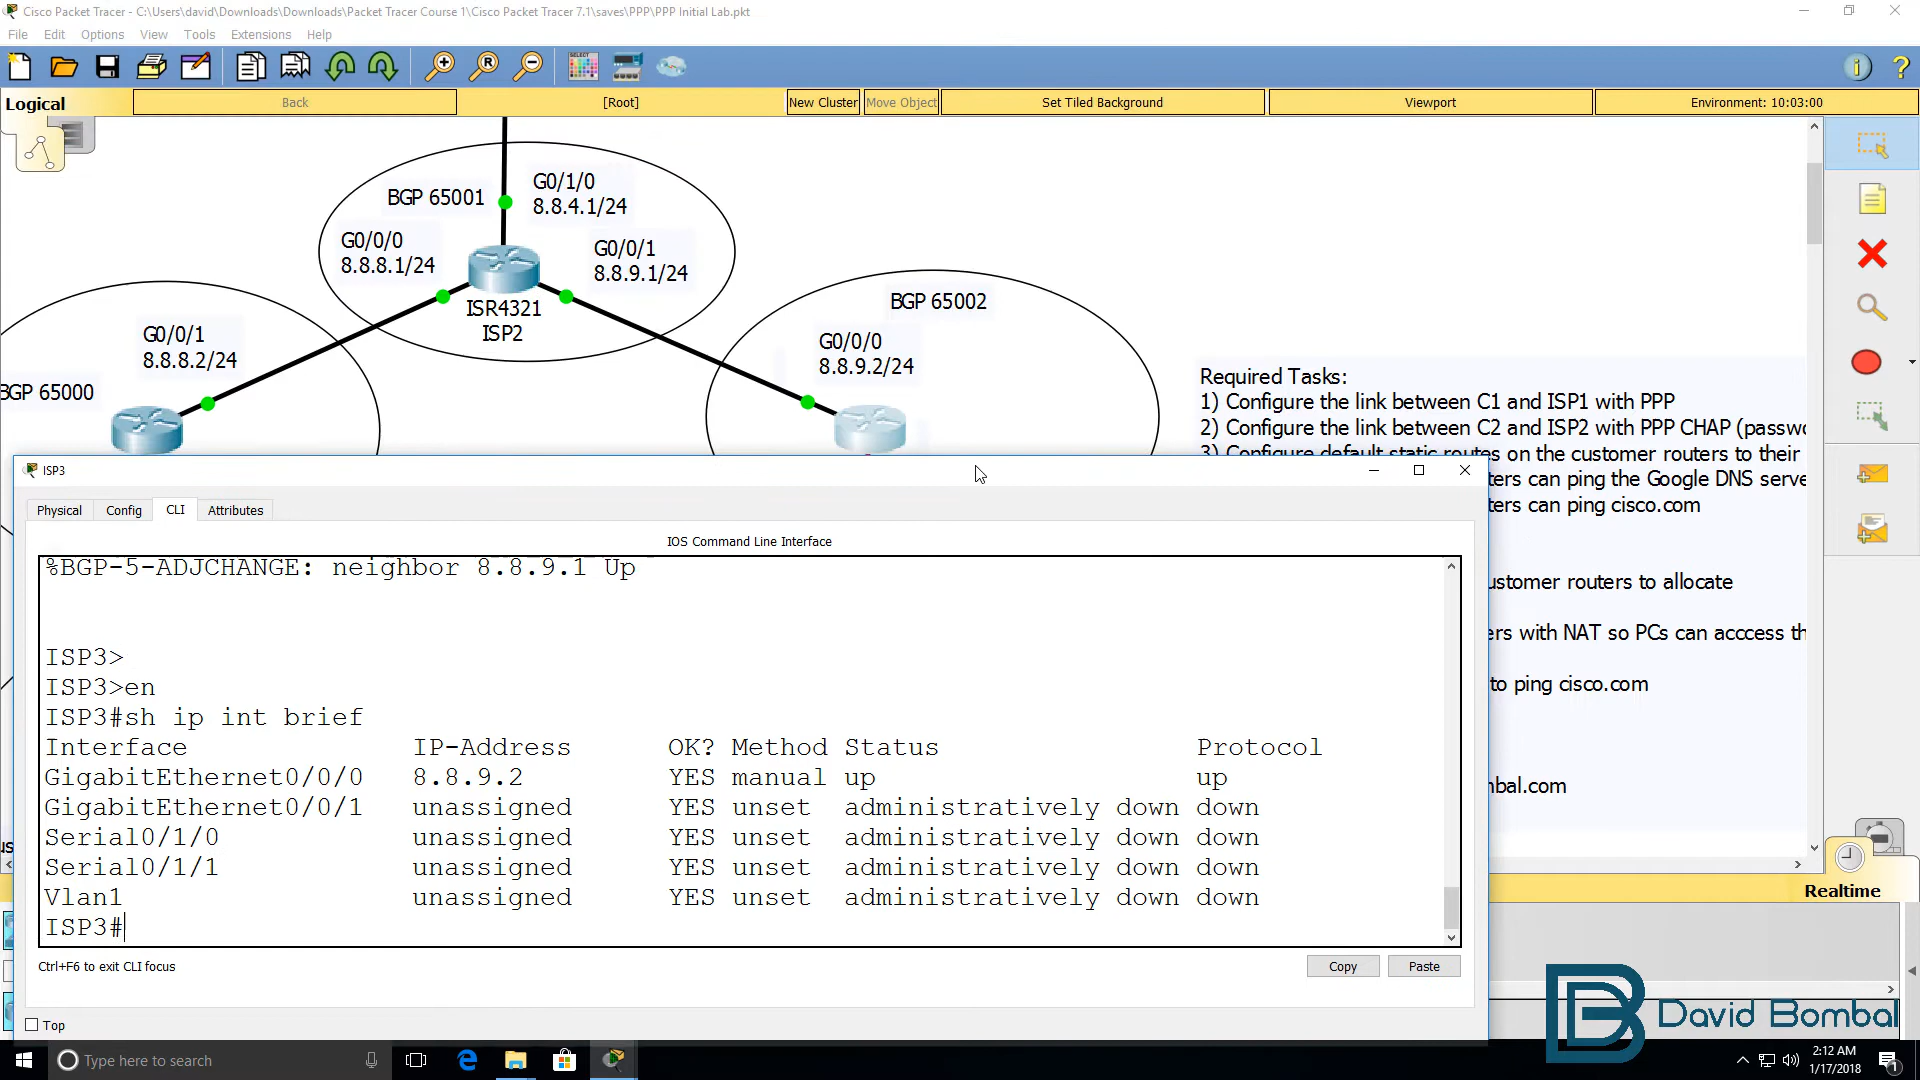 Cisco Packet Tracer - C:\Users\david\Downloads\Downloads\Packet Tracer Course 1\Cisco Packet Tracer 7.1\saves\PPP\PPP Initial Lab.pkt
File Edit Options View Tools Extensions Help
Logical Back [Root] New Cluster Move Object Set Tiled Background Viewport Environment: 10:03:00
BGP 65001
G0/1/0
8.8.4.1/24
G0/0/0
8.8.8.1/24
G0/0/1
8.8.9.1/24
ISR4321
ISP2
BGP 65002
G0/0/1
8.8.8.2/24
G0/0/0
8.8.9.2/24
BGP 65000
Required Tasks:
1) Configure the link between C1 and ISP1 with PPP
2) Configure the link between C2 and ISP2 with PPP CHAP (passwo
3) Configure default static routes on the customer routers to their
ters can ping the Google DNS serve
ters can ping cisco.com
ustomer routers to allocate
ers with NAT so PCs can acccess th
to ping cisco.com
bal.com
ISP3
Physical Config CLI Attributes
IOS Command Line Interface
%BGP-5-ADJCHANGE: neighbor 8.8.9.1 Up
ISP3>
ISP3>en
ISP3#sh ip int brief
Interface IP-Address OK? Method Status Protocol
GigabitEthernet0/0/0 8.8.9.2 YES manual up up
GigabitEthernet0/0/1 unassigned YES unset administratively down down
Serial0/1/0 unassigned YES unset administratively down down
Serial0/1/1 unassigned YES unset administratively down down
Vlan1 unassigned YES unset administratively down down
ISP3#
Ctrl+F6 to exit CLI focus
Copy Paste
Top
Realtime
David Bombal
Type here to search
2:12 AM
1/17/2018